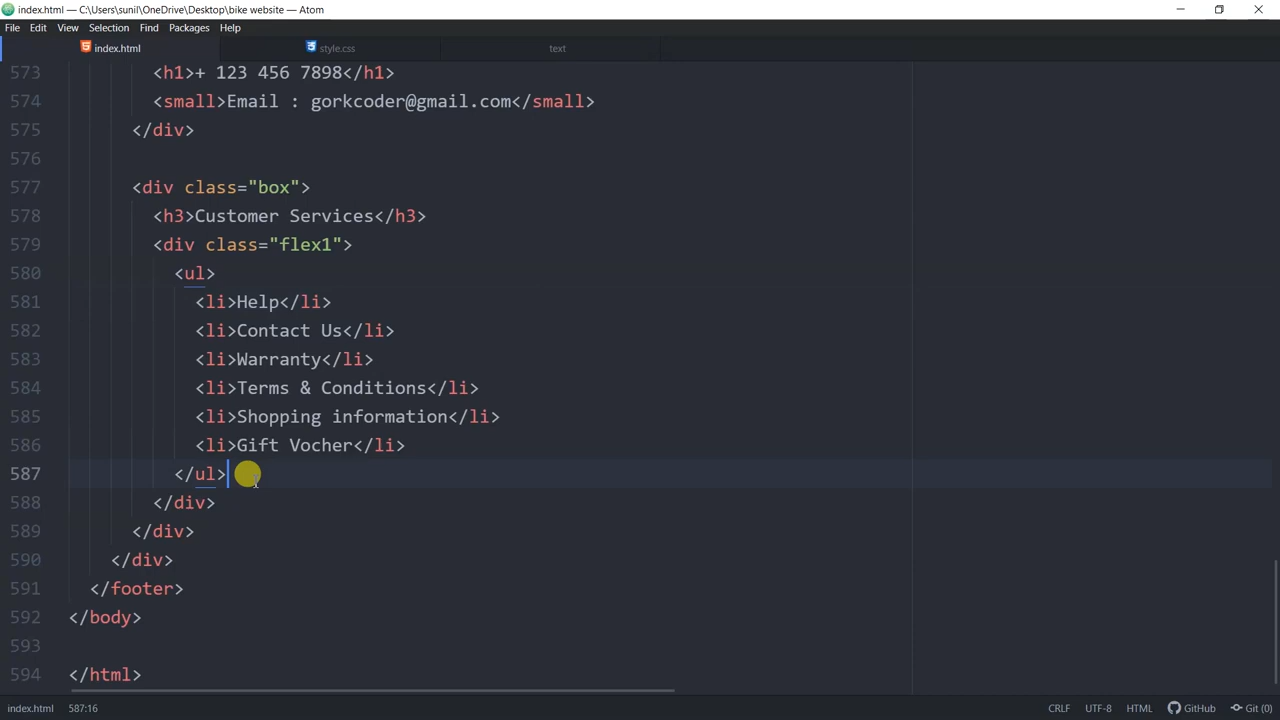 index.html — C:\Users\sunil\OneDrive\Desktop\bike website — Atom
File Edit View Selection Find Packages Help
index.html style.css text
573 <h1>+ 123 456 7898</h1>
574 <small>Email : gorkcoder@gmail.com</small>
575 </div>
576
577 <div class="box">
578 <h3>Customer Services</h3>
579 <div class="flex1">
580 <ul>
581 <li>Help</li>
582 <li>Contact Us</li>
583 <li>Warranty</li>
584 <li>Terms & Conditions</li>
585 <li>Shopping information</li>
586 <li>Gift Vocher</li>
587 </ul>
588 </div>
589 </div>
590 </div>
591 </footer>
592 </body>
593
594 </html>
index.html 587:16 CRLF UTF-8 HTML GitHub Git (0)